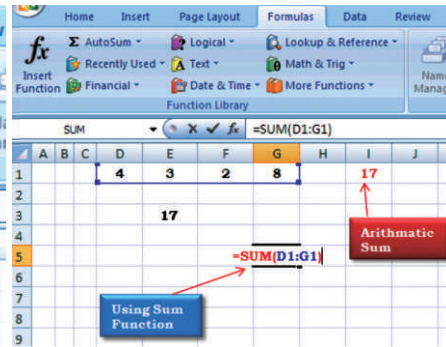 Home Insert Page Layout Formulas Data Review
fx Σ AutoSum Logical Lookup & Reference
Recently Used Text Math & Trig
Insert Function Financial Date & Time More Functions
Function Library
SUM fx =SUM(D1:G1)
A B C D E F G H I J
1 4 3 2 8 17
2
3 17
4
Arithmatic
Sum
5 =SUM(D1:G1)
6
7
Using Sum
Function
8
9